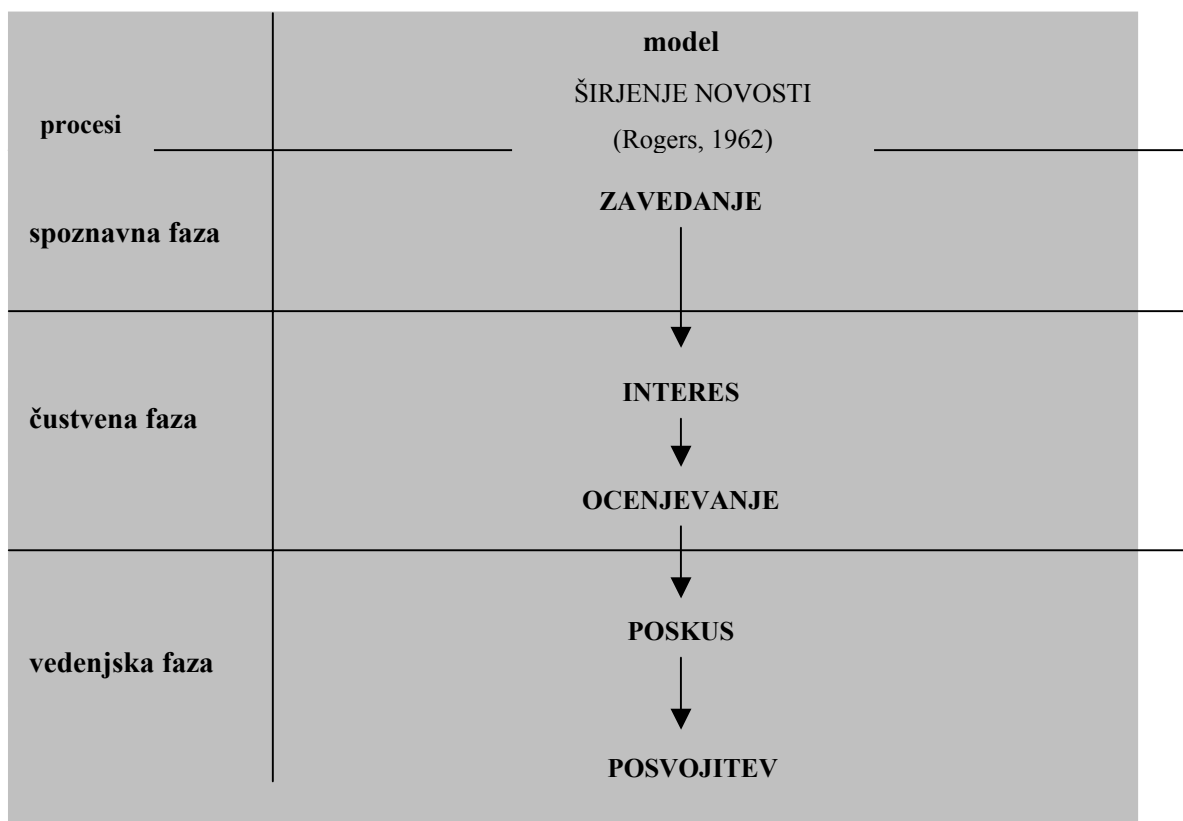 model
ŠIRJENJE NOVOSTI
procesi
(Rogers, 1962)
ZAVEDANJE
spoznavna faza
INTERES
čustvena faza
OCENJEVANJE
POSKUS
vedenjska faza
POSVOJITEV